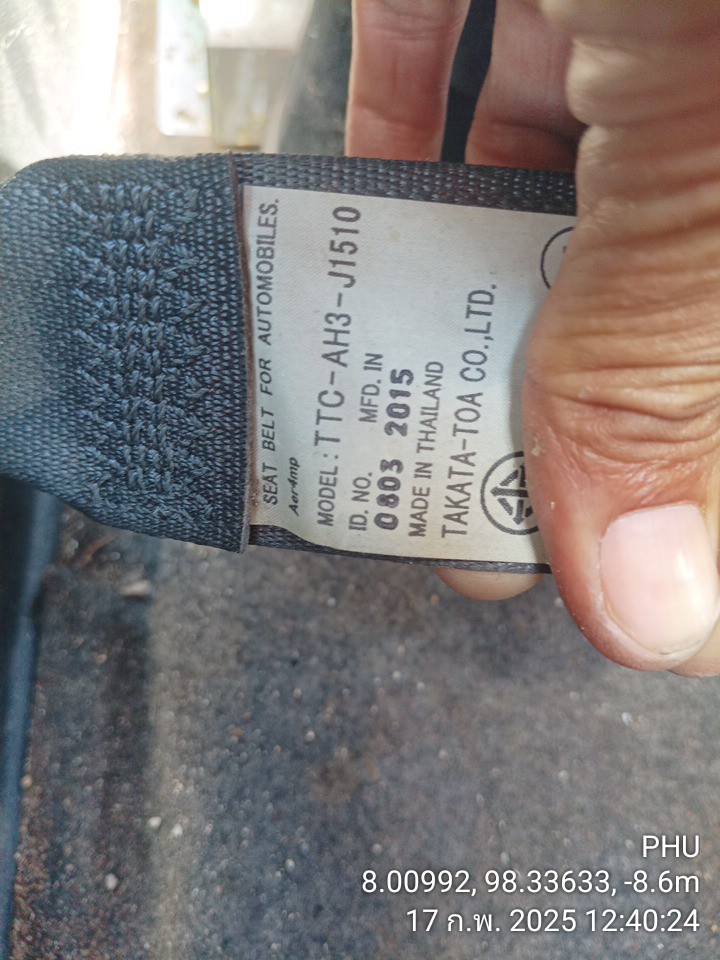 SEAT BELT FOR AUTOMOBILES.
Aer4mp
MODEL : TTC-AH3-J1510
ID. NO. MFD. IN
0803 2015
MADE IN THAILAND
TAKATA-TOA CO.,LTD.
PHU
8.00992, 98.33633, -8.6m
17 ก.พ. 2025 12:40:24